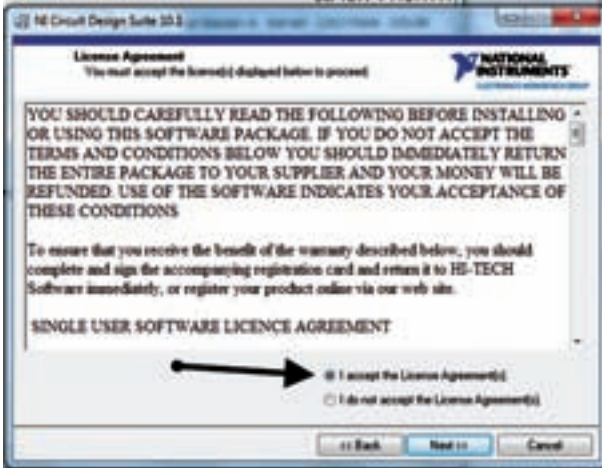 NI Circuit Design Suite 10.1
License Agreement
You must accept the license(s) displayed below to proceed.
NATIONAL
INSTRUMENTS
YOU SHOULD CAREFULLY READ THE FOLLOWING BEFORE INSTALLING
OR USING THIS SOFTWARE PACKAGE. IF YOU DO NOT ACCEPT THE
TERMS AND CONDITIONS BELOW YOU SHOULD IMMEDIATELY RETURN
THE ENTIRE PACKAGE TO YOUR SUPPLIER AND YOUR MONEY WILL BE
REFUNDED. USE OF THE SOFTWARE INDICATES YOUR ACCEPTANCE OF
THESE CONDITIONS
To ensure that you receive the benefit of the warranty described below, you should
complete and sign the accompanying registration card and return it to HI-TECH
Software immediately, or register your product online via our web site.
SINGLE USER SOFTWARE LICENCE AGREEMENT
I accept the License Agreement(s).
I do not accept the License Agreement(s).
<< Back
Next >>
Cancel